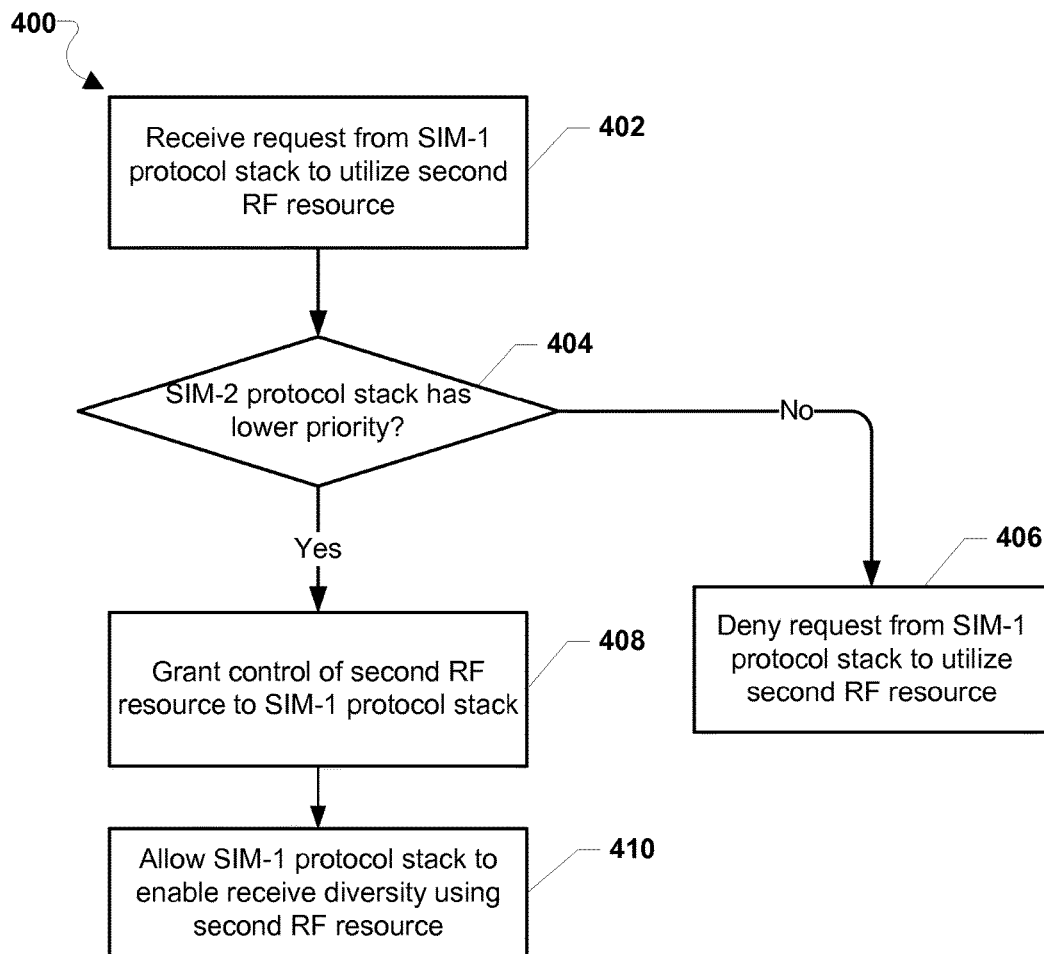 400
Receive request from SIM-1
protocol stack to utilize second
RF resource
402
SIM-2 protocol stack has
lower priority?
404
No
Yes
406
Deny request from SIM-1
protocol stack to utilize
second RF resource
Grant control of second RF
resource to SIM-1 protocol stack
408
Allow SIM-1 protocol stack to
enable receive diversity using
second RF resource
410